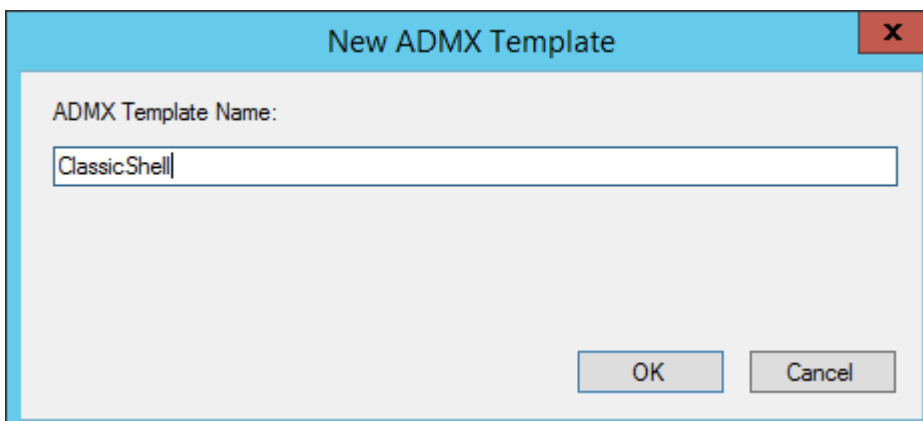 New ADMX Template
x
ADMX Template Name:
ClassicShell
OK
Cancel